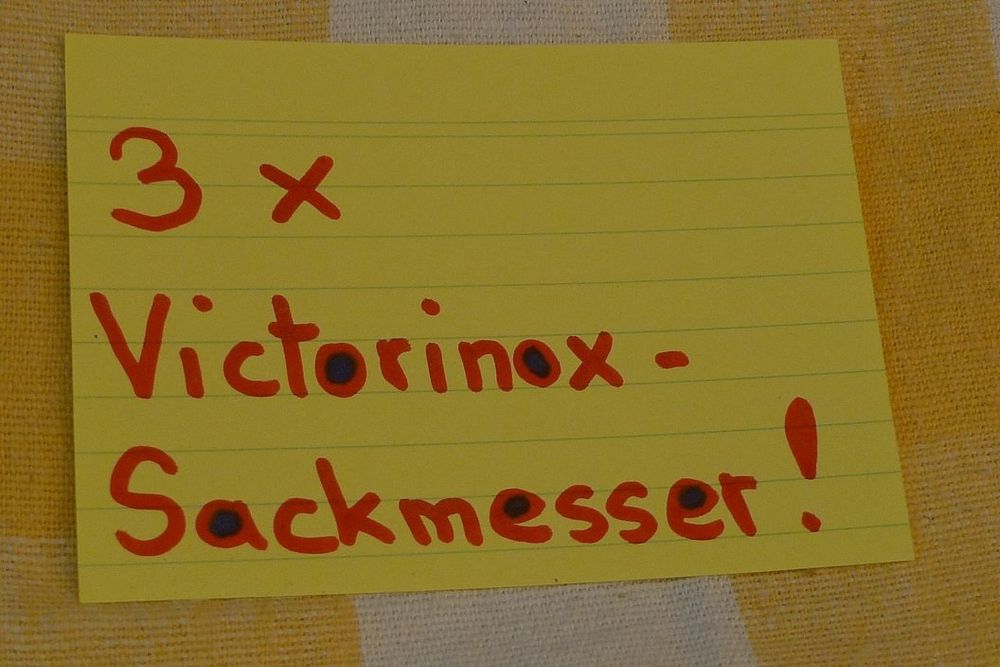 3 x
Victorinox-
Sackmesser!